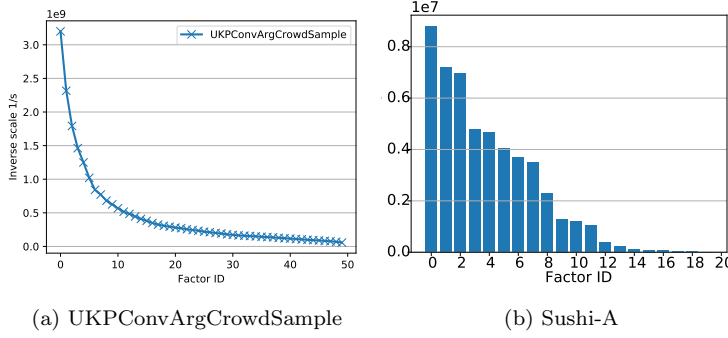 1e9
UKPConvArgCrowdSample
3.0
2.5
2.0
1.5
1.0
0.5
0.0
Inverse scale 1/s
0 10 20 30 40 50
Factor ID
(a) UKPConvArgCrowdSample
1e7
0.8
0.6
0.4
0.2
0.0
0 2 4 6 8 10 12 14 16 18 20
Factor ID
(b) Sushi-A